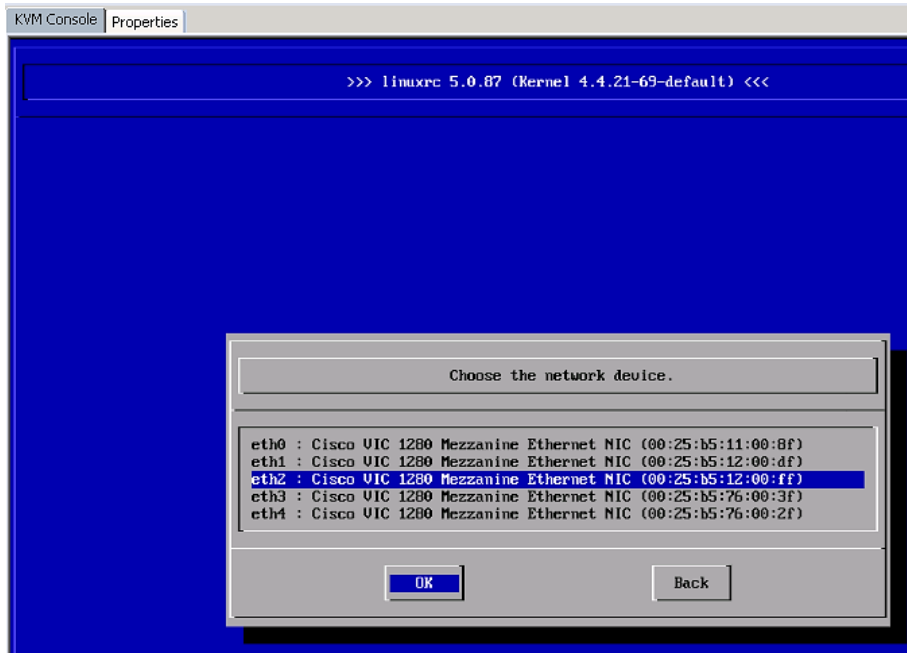 KVM Console
Properties
>>> linuxrc 5.0.87 (Kernel 4.4.21-69-default) <<<
Choose the network device.
eth0 : Cisco VIC 1280 Mezzanine Ethernet NIC (00:25:b5:11:00:8f)
eth1 : Cisco VIC 1280 Mezzanine Ethernet NIC (00:25:b5:12:00:df)
eth2 : Cisco VIC 1280 Mezzanine Ethernet NIC (00:25:b5:12:00:ff)
eth3 : Cisco VIC 1280 Mezzanine Ethernet NIC (00:25:b5:76:00:3f)
eth4 : Cisco VIC 1280 Mezzanine Ethernet NIC (00:25:b5:76:00:2f)
OK
Back